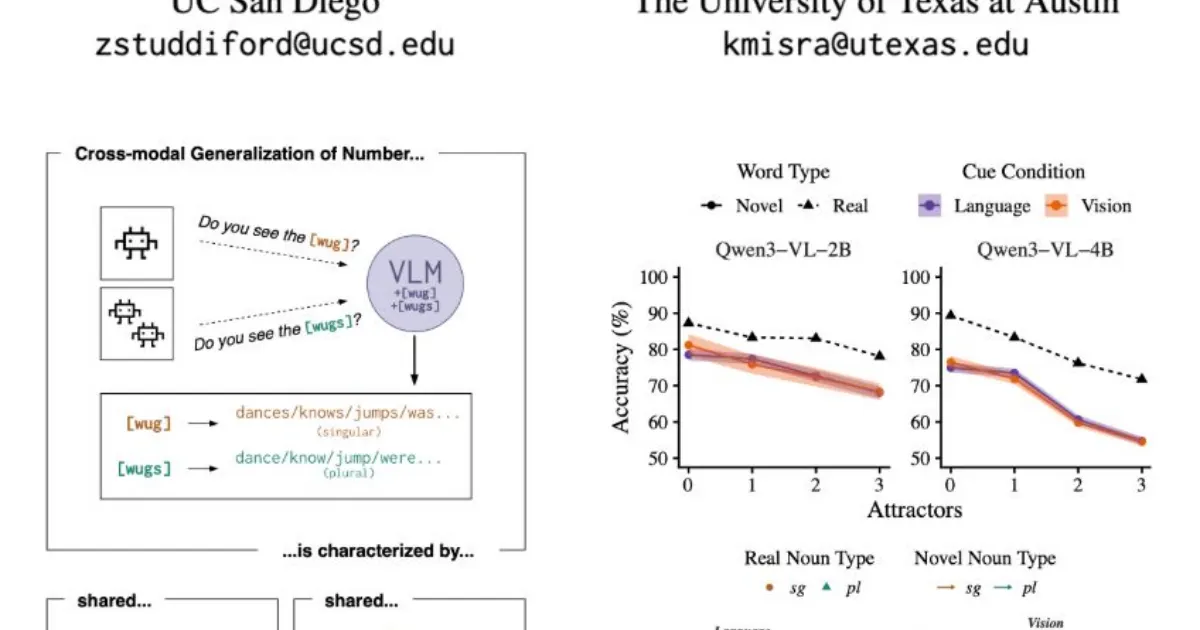 UC San Diego
zstuddiford@ucsd.edu
The University of Texas at Austin
kmisra@utexas.edu
Cross-modal Generalization of Number...
Do you see the [wug]?
Do you see the [wugs]?
VLM
+[wug]
+[wugs]
[wug]
dances/knows/jumps/was...
(singular)
[wugs]
dance/know/jump/were...
(plural)
...is characterized by...
shared...
shared...
Word Type
Novel
Real
Cue Condition
Language
Vision
Qwen3-VL-2B
Qwen3-VL-4B
Accuracy (%)
100
90
80
70
60
50
0 1 2 3
100
90
80
70
60
50
0 1 2 3
Attractors
Real Noun Type
sg pl
Novel Noun Type
sg pl
Vision